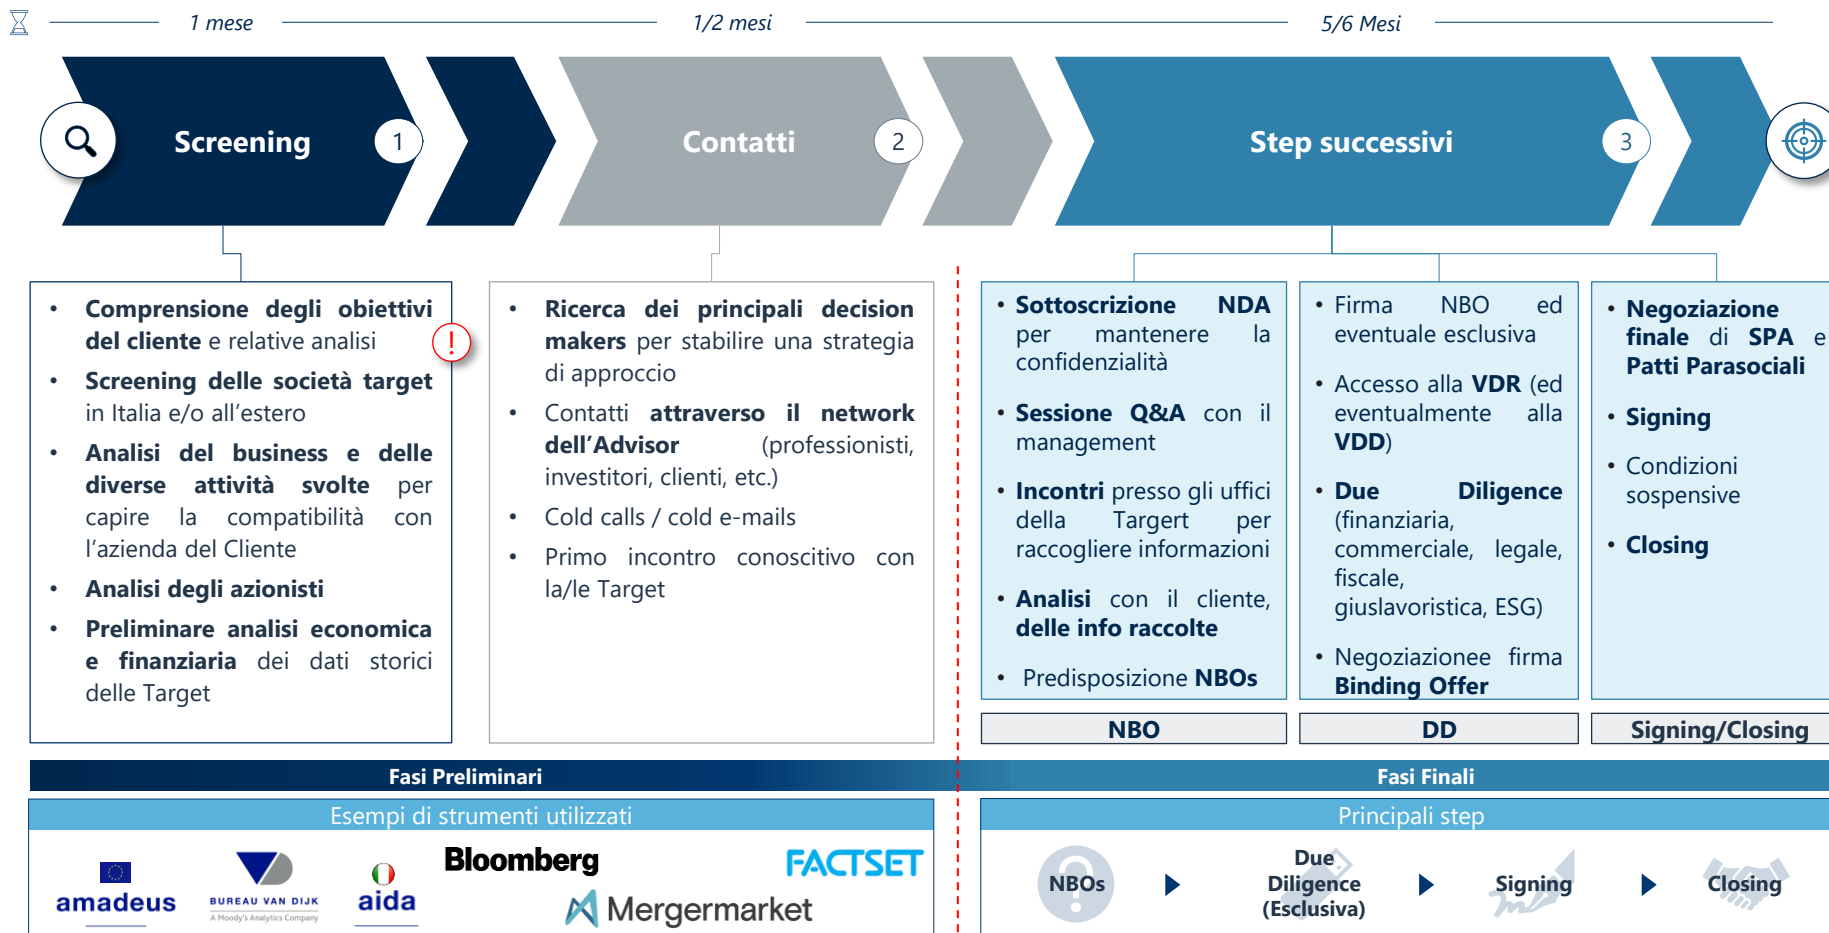 1 mese
1/2 mesi
5/6 Mesi
Screening
1
Contatti
2
Step successivi
3
• Comprensione degli obiettivi
del cliente e relative analisi
• Screening delle società target
in Italia e/o all'estero
• Analisi del business e delle
diverse attività svolte per
capire la compatibilità con
l'azienda del Cliente
• Analisi degli azionisti
• Preliminare analisi economica
e finanziaria dei dati storici
delle Target
!
• Ricerca dei principali decision
makers per stabilire una strategia
di approccio
• Contatti attraverso il network
dell'Advisor (professionisti,
investitori, clienti, etc.)
• Cold calls / cold e-mails
• Primo incontro conoscitivo con
la/le Target
• Sottoscrizione NDA
per mantenere la
confidenzialità
• Sessione Q&A con il
management
• Incontri presso gli uffici
della Targert per
raccogliere informazioni
• Analisi con il cliente,
delle info raccolte
• Predisposizione NBOs
NBO
• Firma NBO ed
eventuale esclusiva
• Accesso alla VDR (ed
eventualmente alla
VDD)
• Due Diligence
(finanziaria,
commerciale, legale,
fiscale,
giuslavoristica, ESG)
• Negoziazionee firma
Binding Offer
DD
• Negoziazione
finale di SPA e
Patti Parasociali
• Signing
• Condizioni
sospensive
• Closing
Signing/Closing
Fasi Preliminari
Fasi Finali
Esempi di strumenti utilizzati
amadeus
BUREAU VAN DIJK
A Moody's Analytics Company
aida
Bloomberg
FACTSET
Mergermarket
Principali step
NBOs
Due
Diligence
(Esclusiva)
Signing
Closing